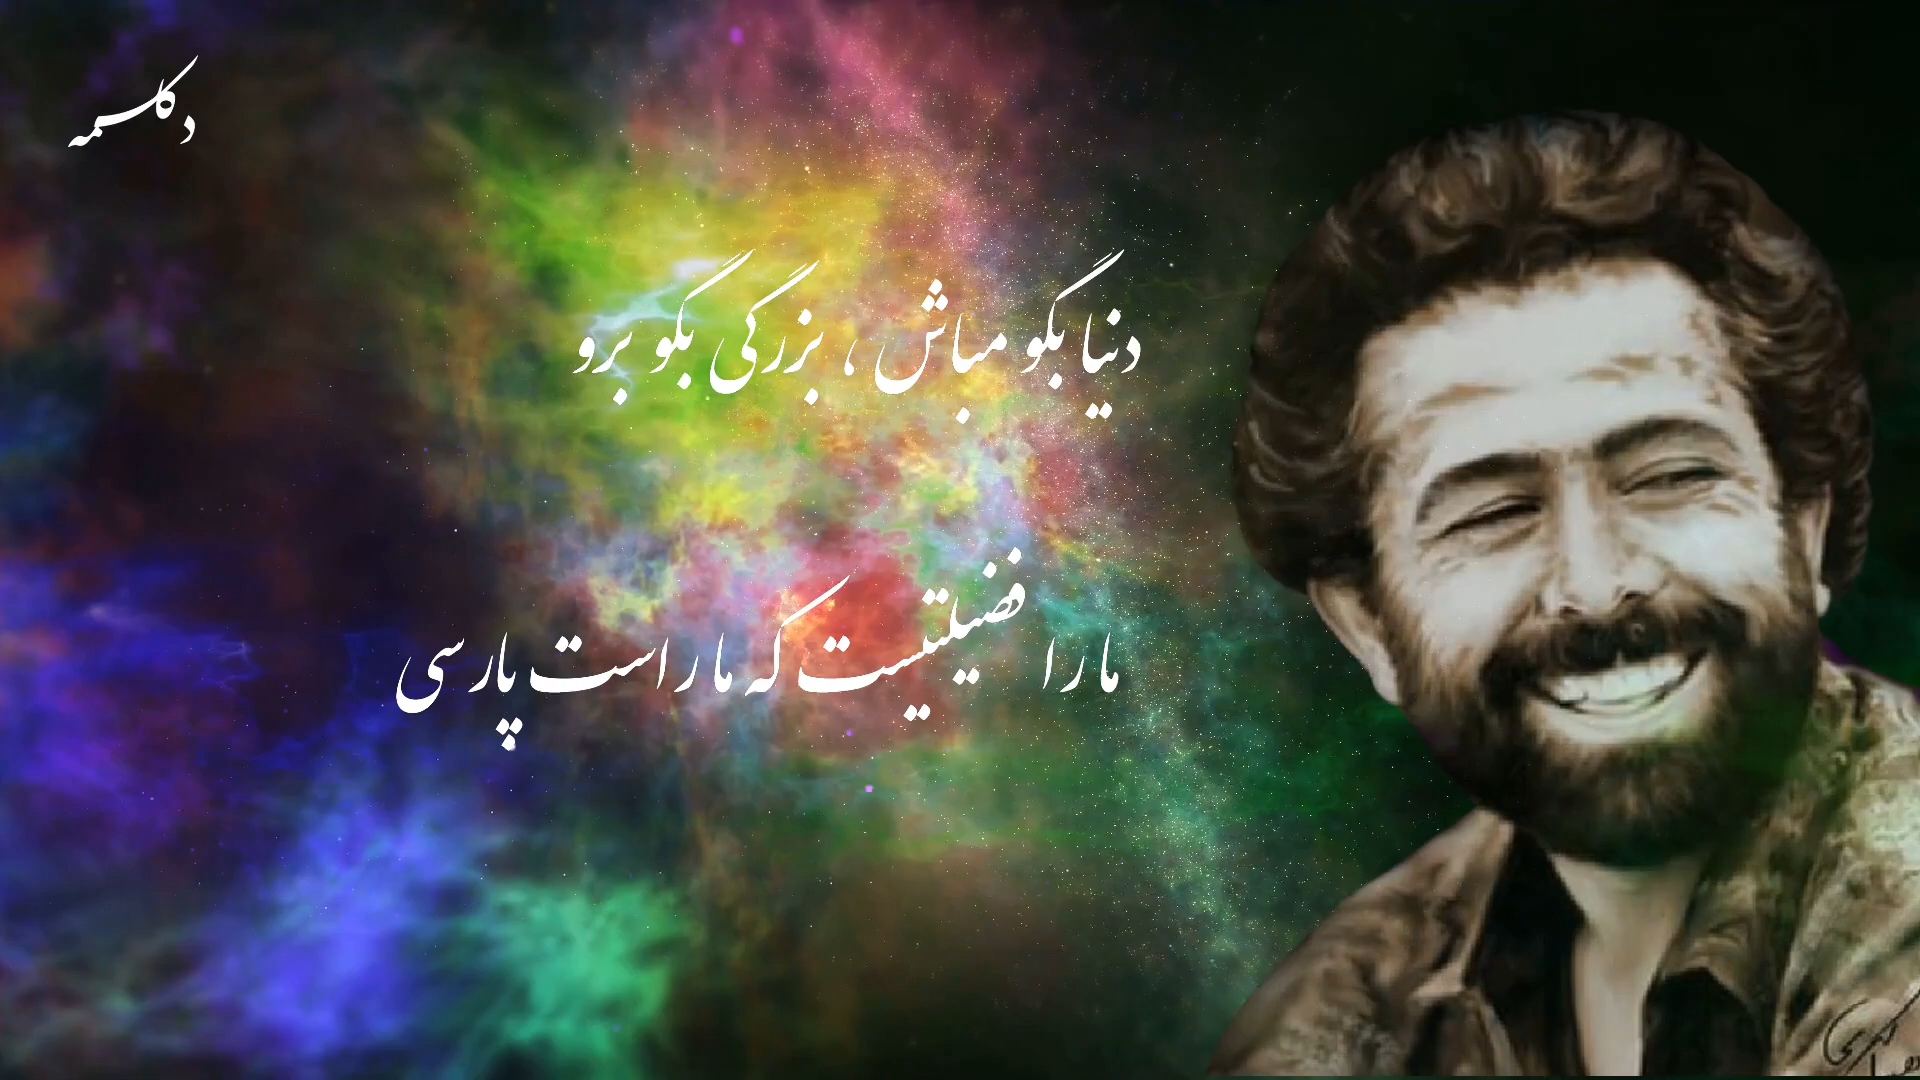 دکلمه
دنیا بگو مباش ، بزرگی بگو برو
ما را فضیلتیست که ما راست پارسی